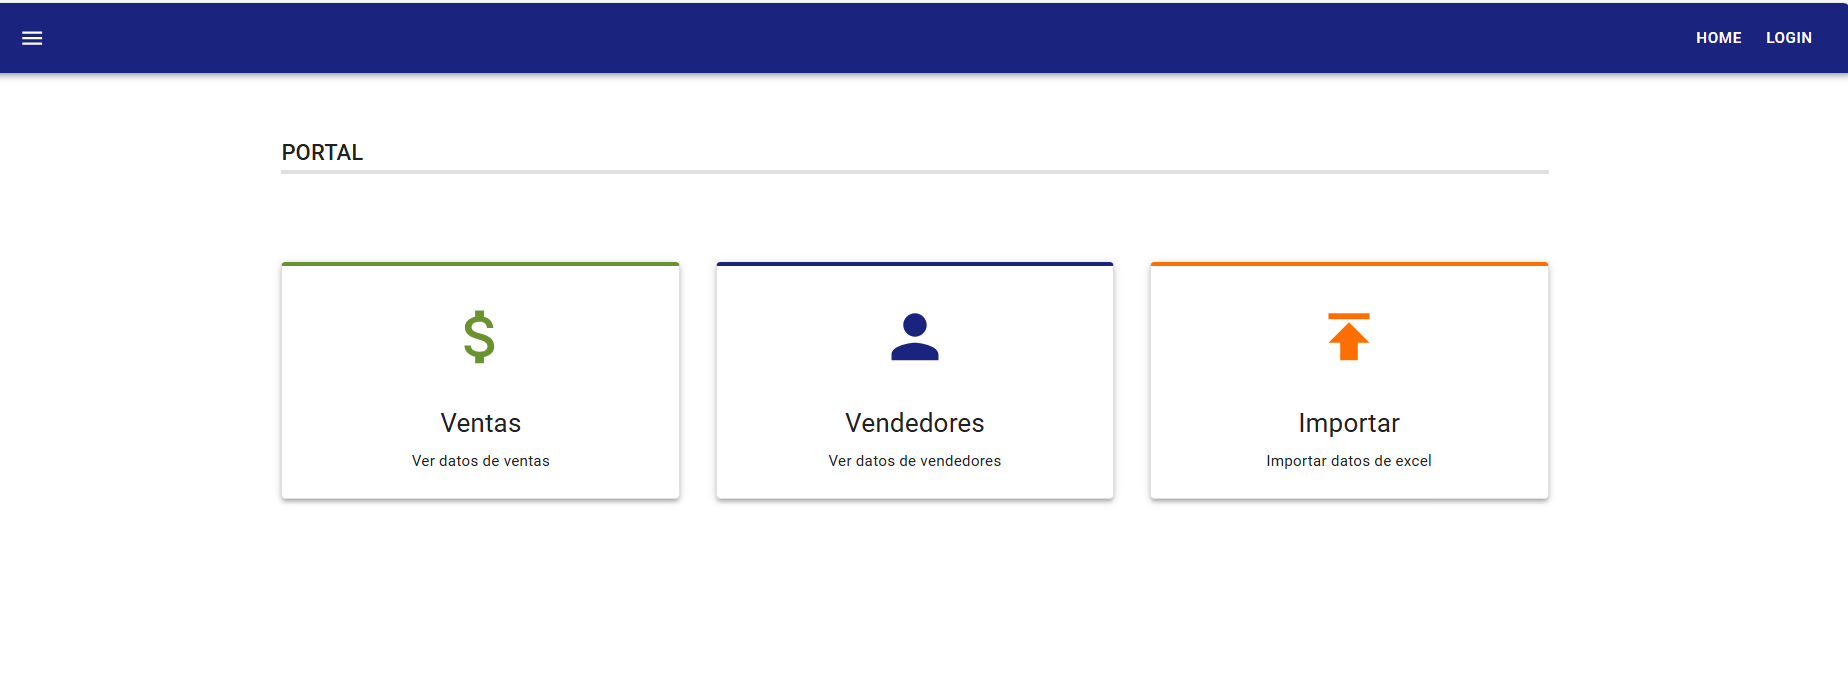 HOME LOGIN
PORTAL
Ventas
Ver datos de ventas
Vendedores
Ver datos de vendedores
Importar
Importar datos de excel